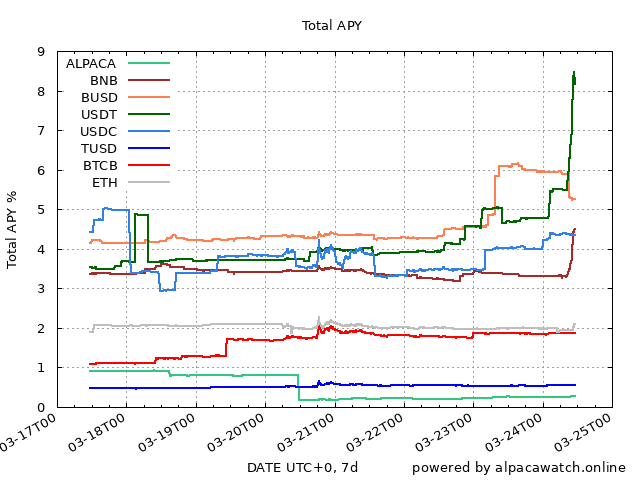 Total APY
ALPACA
BNB
BUSD
USDT
USDC
TUSD
BTCB
ETH
Total APY %
9
8
7
6
5
4
3
2
1
0
03-17T00
03-18T00
03-19T00
03-20T00
03-21T00
03-22T00
03-23T00
03-24T00
03-25T00
DATE UTC+0, 7d
powered by alpacawatch.online